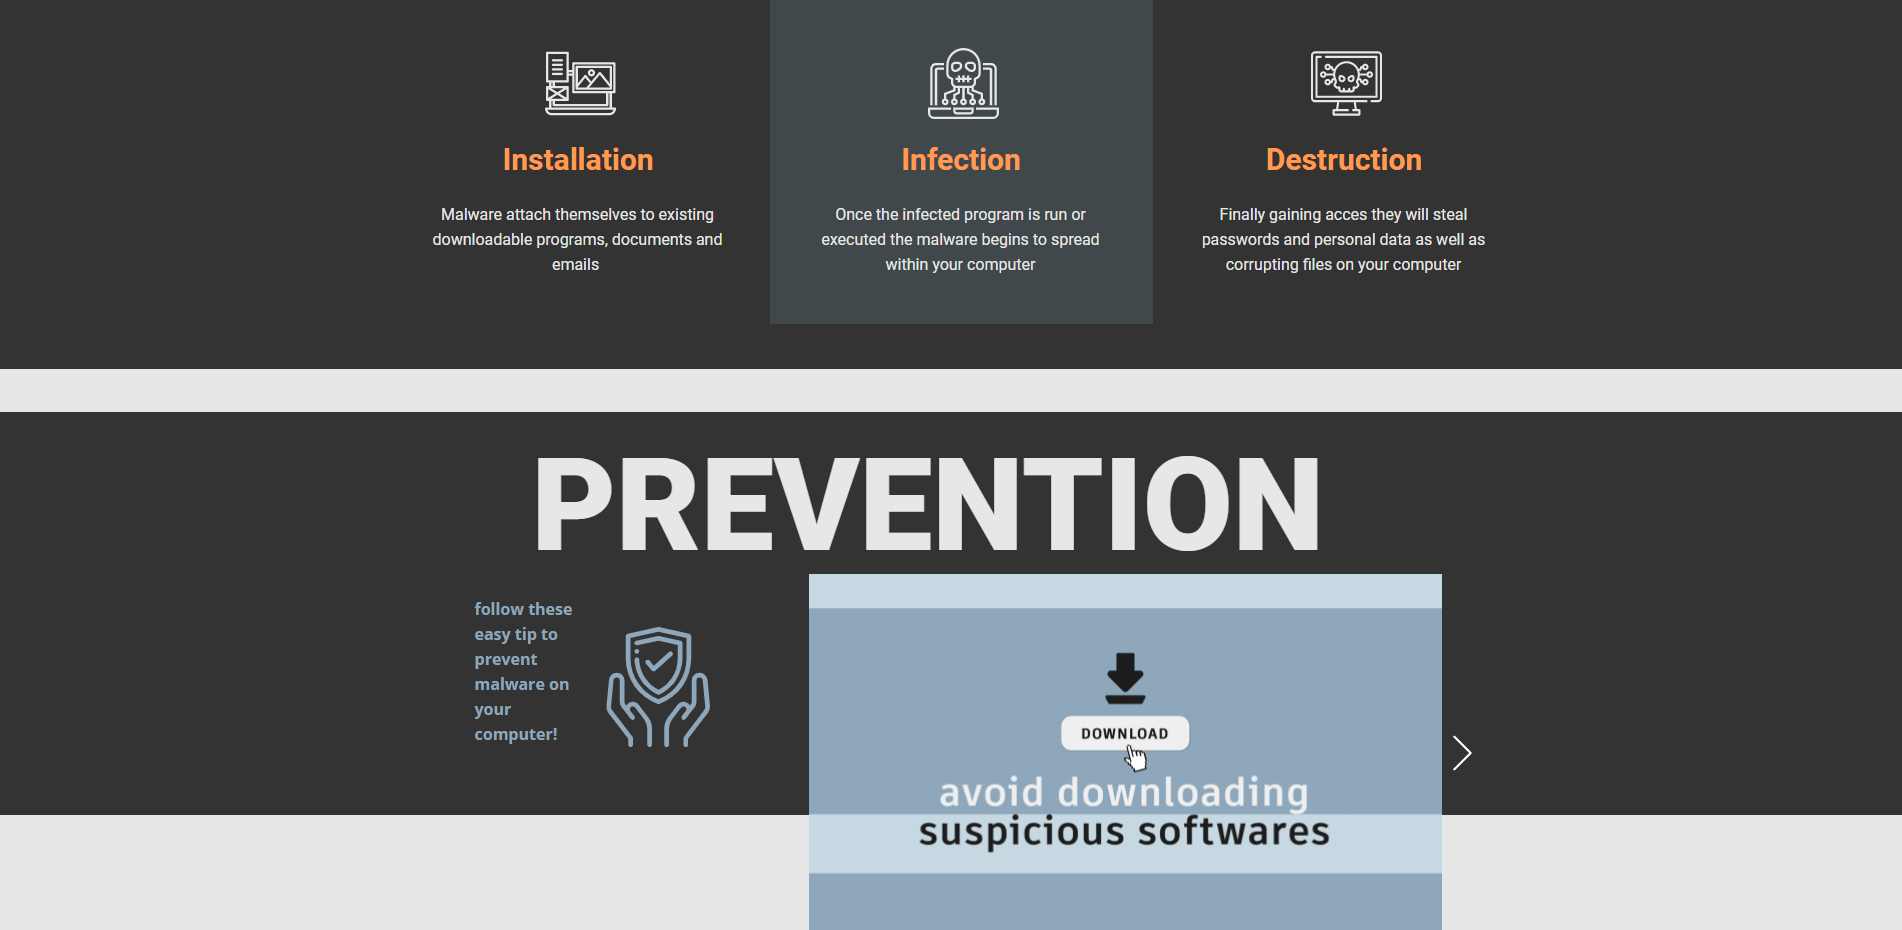 Installation
Malware attach themselves to existing
downloadable programs, documents and
emails
Infection
Once the infected program is run or
executed the malware begins to spread
within your computer
Destruction
Finally gaining acces they will steal
passwords and personal data as well as
corrupting files on your computer
PREVENTION
follow these
easy tip to
prevent
malware on
your
computer!
DOWNLOAD
avoid downloading
suspicious softwares